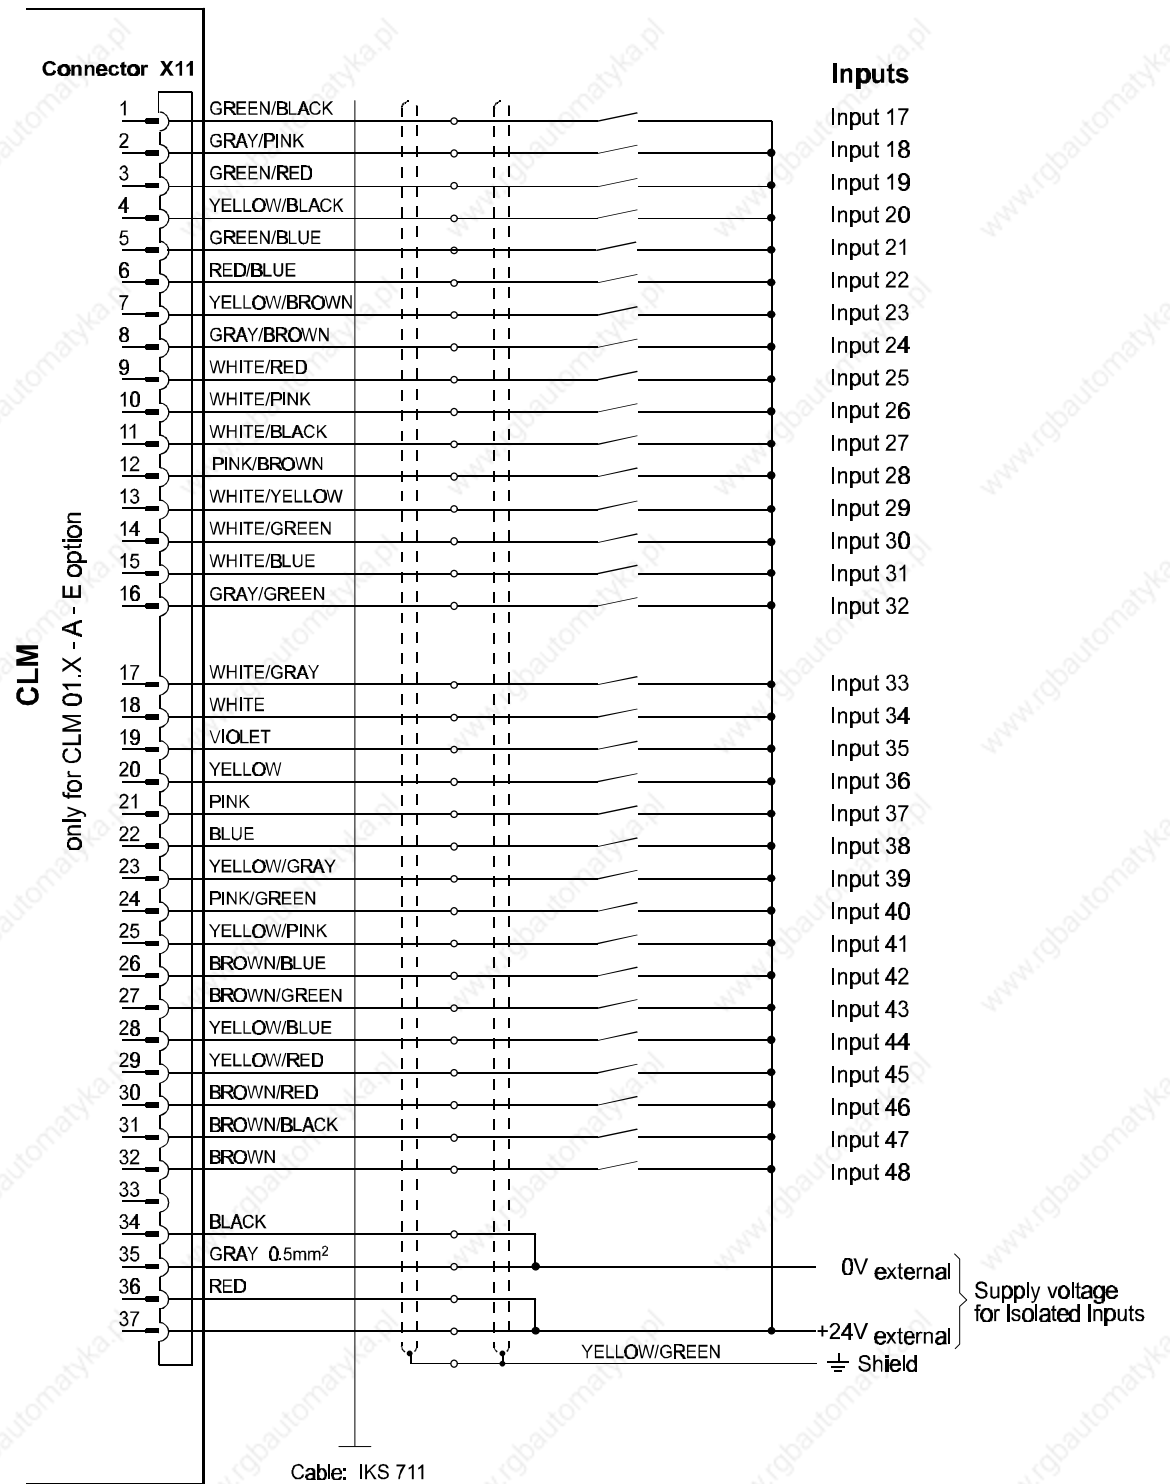 Connector X11
Inputs
1 GREEN/BLACK Input 17
2 GRAY/PINK Input 18
3 GREEN/RED Input 19
4 YELLOW/BLACK Input 20
5 GREEN/BLUE Input 21
6 RED/BLUE Input 22
7 YELLOW/BROWN Input 23
8 GRAY/BROWN Input 24
9 WHITE/RED Input 25
10 WHITE/PINK Input 26
11 WHITE/BLACK Input 27
12 PINK/BROWN Input 28
13 WHITE/YELLOW Input 29
14 WHITE/GREEN Input 30
15 WHITE/BLUE Input 31
16 GRAY/GREEN Input 32
CLM
only for CLM 01.X - A - E option
17 WHITE/GRAY Input 33
18 WHITE Input 34
19 VIOLET Input 35
20 YELLOW Input 36
21 PINK Input 37
22 BLUE Input 38
23 YELLOW/GRAY Input 39
24 PINK/GREEN Input 40
25 YELLOW/PINK Input 41
26 BROWN/BLUE Input 42
27 BROWN/GREEN Input 43
28 YELLOW/BLUE Input 44
29 YELLOW/RED Input 45
30 BROWN/RED Input 46
31 BROWN/BLACK Input 47
32 BROWN Input 48
33
34 BLACK
35 GRAY 0.5mm² 0V external
36 RED
Supply voltage
for Isolated Inputs
37 +24V external
YELLOW/GREEN Shield
Cable: IKS 711
www.rgbautomatyka.pl